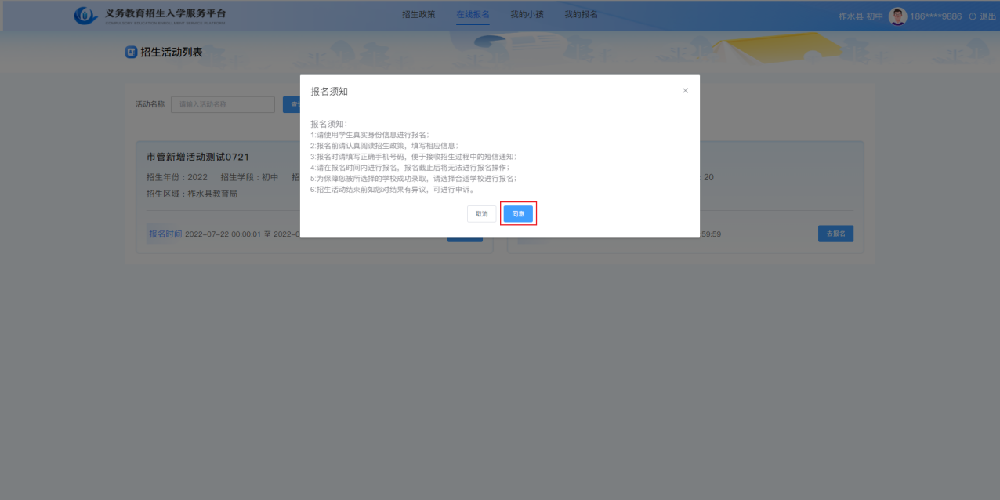 义务教育招生入学服务平台
COMPULSORY EDUCATION ENROLLMENT SERVICE PLATFORM
招生政策 在线报名 我的小孩 我的报名
柞水县 初中 186****9886 退出
招生活动列表
报名须知
活动名称 请输入活动名称
报名须知:
1:请使用学生真实身份信息进行报名;
2:报名前请认真阅读招生政策，填写相应信息;
3:报名时请填写正确手机号码，便于接收招生过程中的短信通知;
4:请在报名时间内进行报名，报名截止后将无法进行报名操作;
5:为保障您被所选择的学校成功录取，请选择合适学校进行报名;
6:招生活动结束前如您对结果有异议，可进行申诉。
取消 同意
市管新增活动测试0721
招生年份：2022 招生学段：初中 招
: 20
招生区域：柞水县教育局
报名时间 2022-07-22 00:00:01 至 2022-0
:59:59 去报名